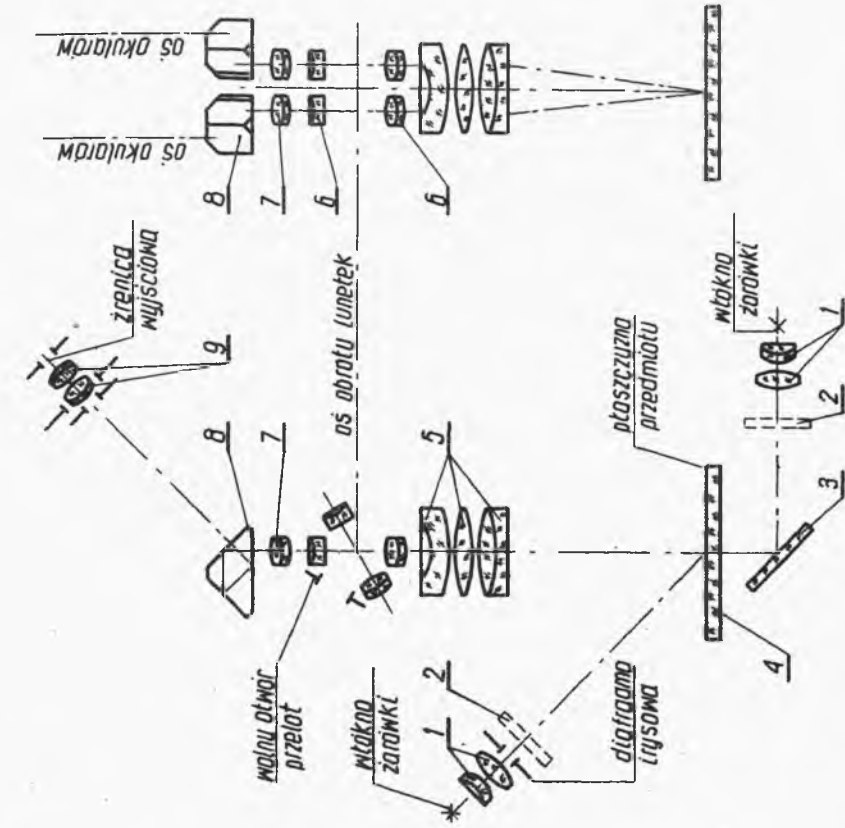 oś okularów
oś okularów
8
7
6
6
źrenica
wyjściowa
9
8
7
oś obrotu lunetek
5
wolny otwór
przelot
włókno
żarówki
1
2
diafragma
irysowa
płaszczyzna
przedmiotu
4
3
włókno
żarówki
1
2